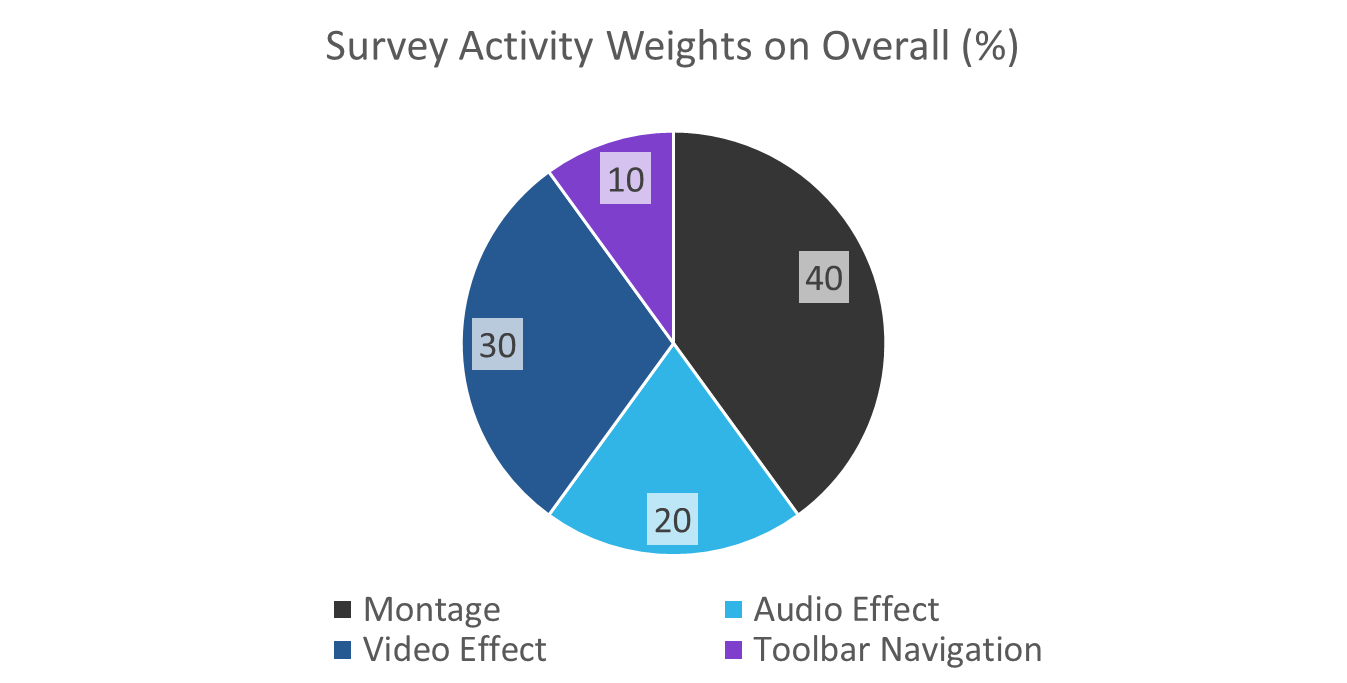 Survey Activity Weights on Overall (%)
10
40
30
20
Montage
Audio Effect
Video Effect
Toolbar Navigation